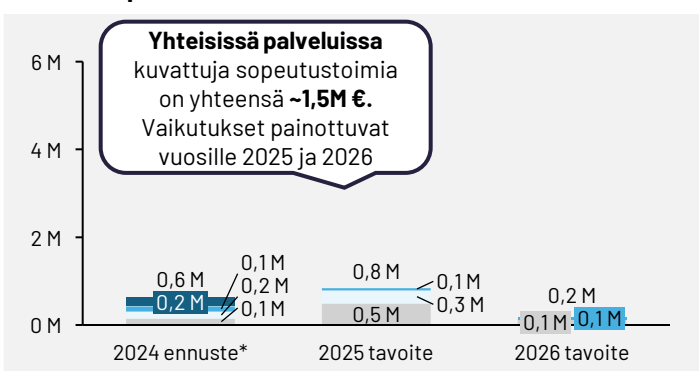 Yhteisissä palveluissa
kuvattuja sopeutustoimia
on yhteensä ~1,5M €.
Vaikutukset painottuvat
vuosille 2025 ja 2026
6 M
4 M
2 M
0 M
0,6 M
0,2 M
0,1 M
0,2 M
0,1 M
0,8 M
0,1 M
0,3 M
0,5 M
0,2 M
0,1 M
0,1 M
2024 ennuste*
2025 tavoite
2026 tavoite